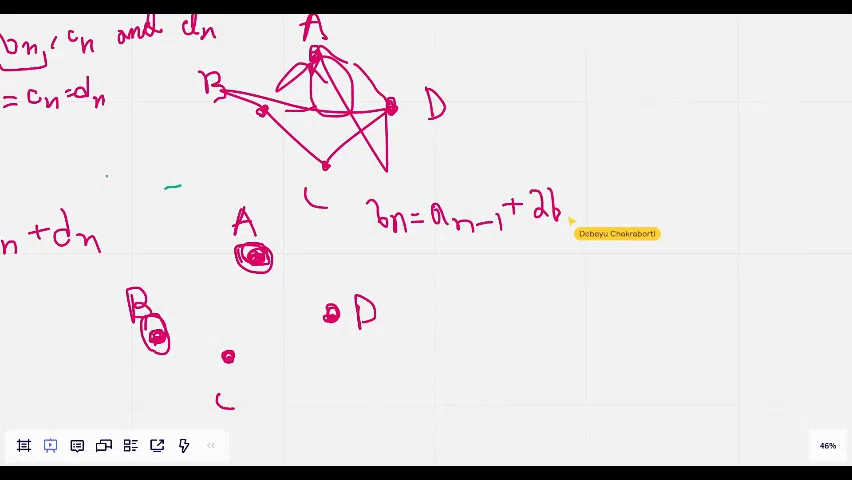 bn, cn and dn
= cn = dn
A
B
D
C
bn = an-1 + 2b
Debayu Chakraborti
n + dn
A
B
D
C
46%